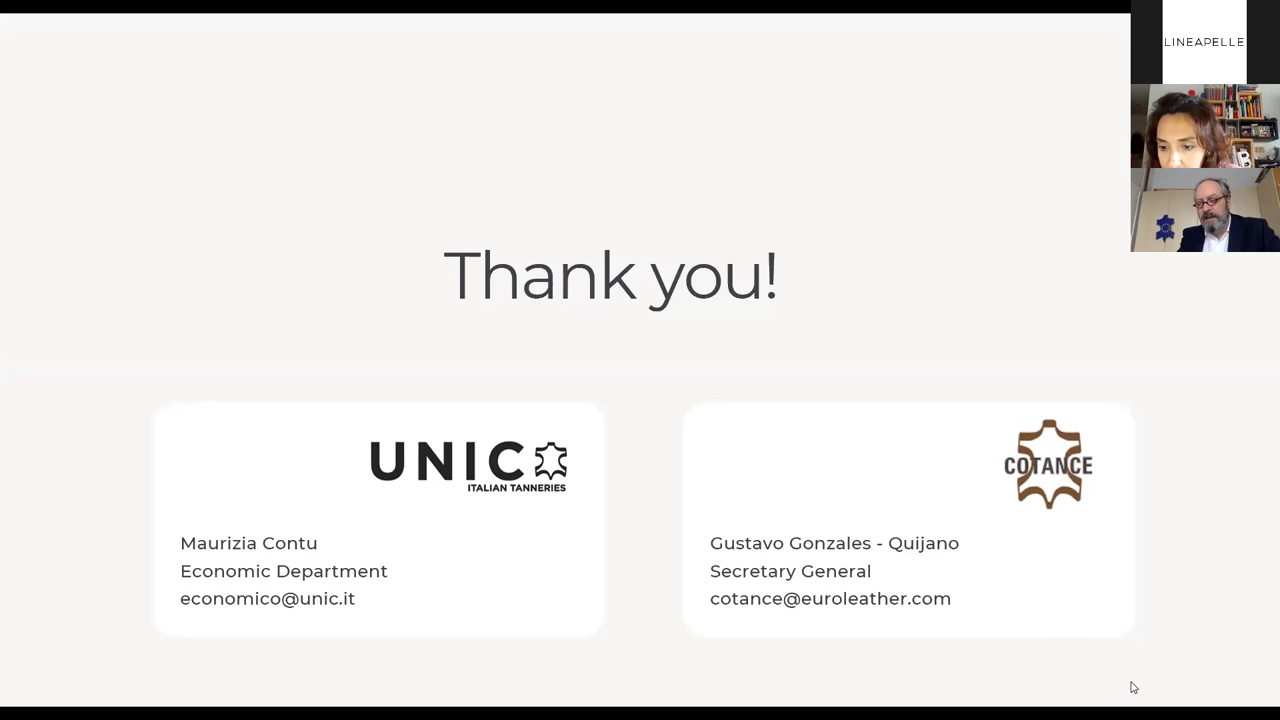 LINEAPELLE
Thank you!
UNIC
ITALIAN TANNERIES
Maurizia Contu
Economic Department
economico@unic.it
COTANCE
Gustavo Gonzales - Quijano
Secretary General
cotance@euroleather.com